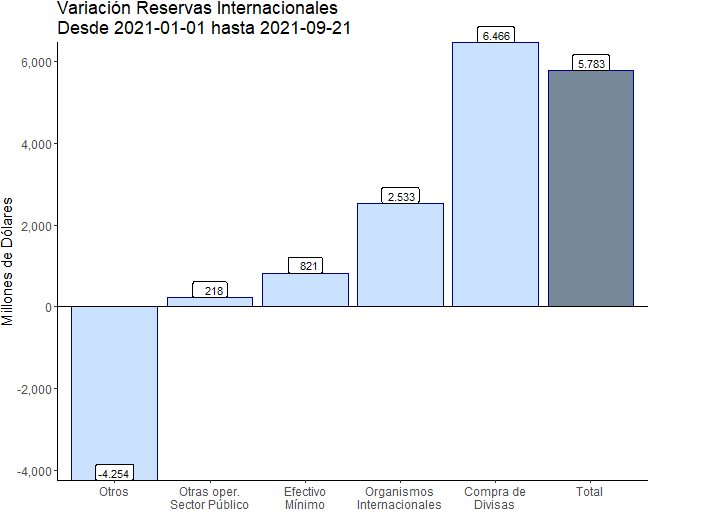 Variación Reservas Internacionales
Desde 2021-01-01 hasta 2021-09-21
Millones de Dólares
6,000
4,000
2,000
0
-2,000
-4,000
-4.254
218
821
2.533
6.466
5.783
Otros
Otras oper.
Sector Público
Efectivo
Mínimo
Organismos
Internacionales
Compra de
Divisas
Total